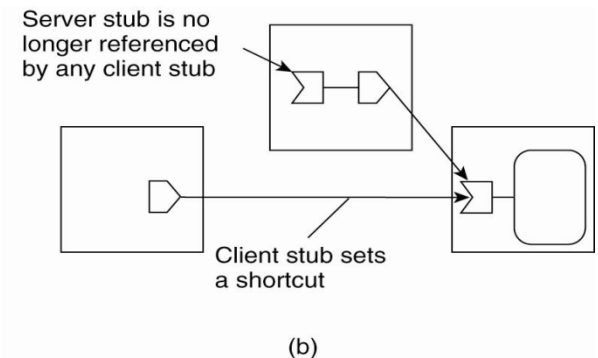 Server stub is no
longer referenced
by any client stub
Client stub sets
a shortcut
(b)